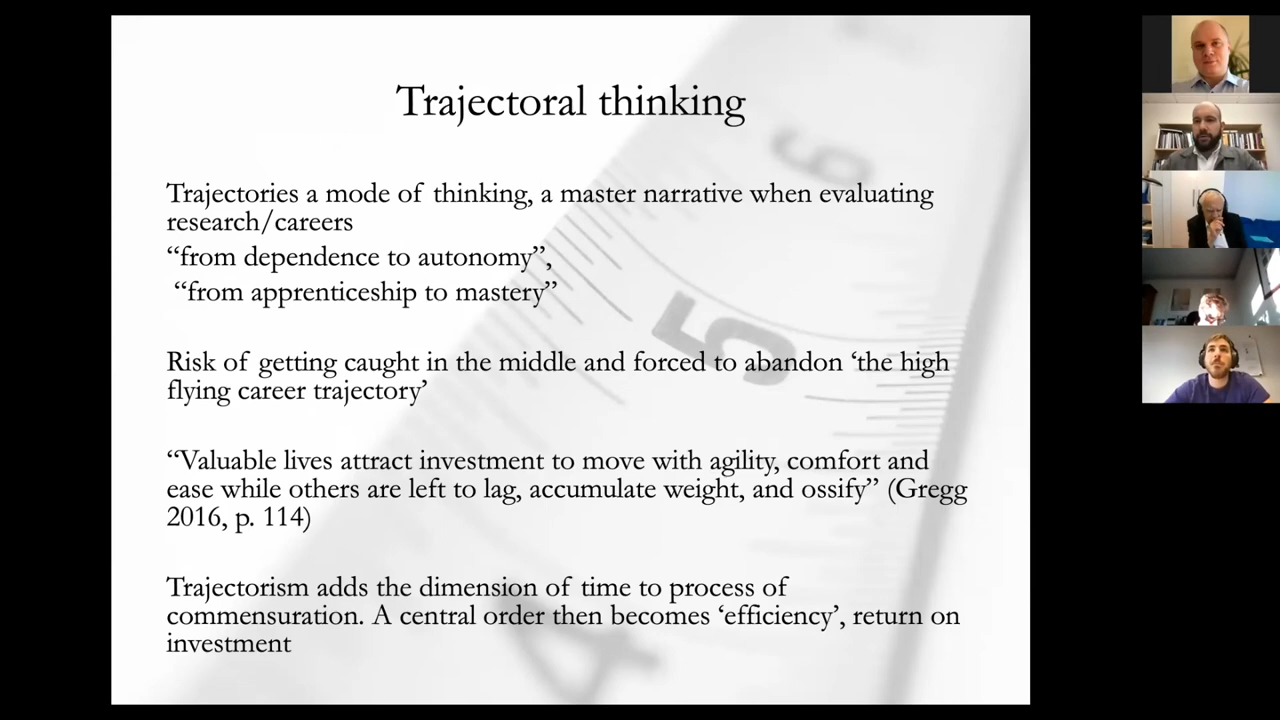 Trajectoral thinking
Trajectories a mode of thinking, a master narrative when evaluating
research/careers
“from dependence to autonomy”,
“from apprenticeship to mastery”
Risk of getting caught in the middle and forced to abandon ‘the high
flying career trajectory’
“Valuable lives attract investment to move with agility, comfort and
ease while others are left to lag, accumulate weight, and ossify” (Gregg
2016, p. 114)
Trajectorism adds the dimension of time to process of
commensuration. A central order then becomes ‘efficiency’, return on
investment
6
5
4